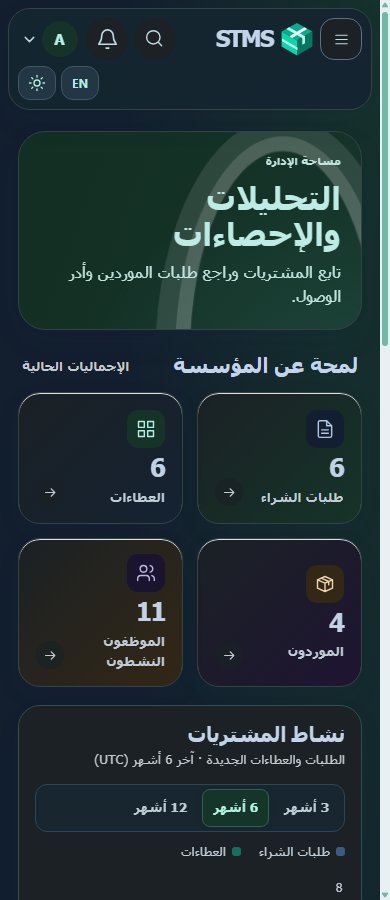 STMS
A
EN
مساحة الإدارة
التحليلات
والإحصاءات
تابع المشتريات وراجع طلبات الموردين وأدر
الوصول.
لمحة عن المؤسسة
الإجماليات الحالية
6
طلبات الشراء
6
العطاءات
4
الموردون
11
الموظفون
النشطون
نشاط المشتريات
الطلبات والعطاءات الجديدة · آخر 6 أشهر (UTC)
3 أشهر 6 أشهر 12 أشهر
طلبات الشراء العطاءات
8